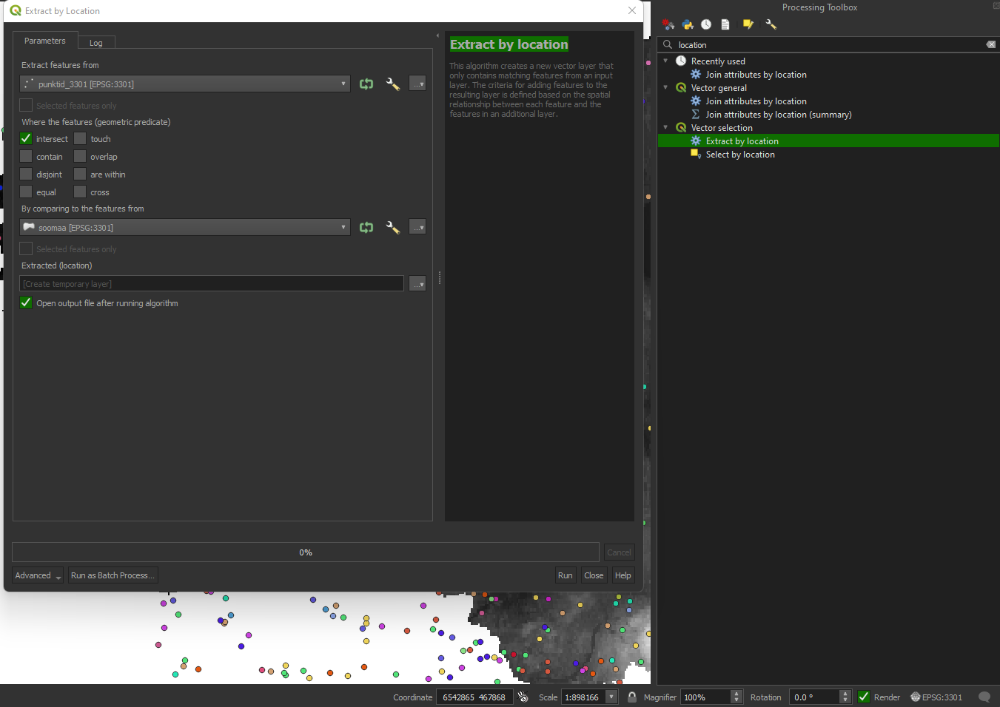 Extract by Location
Processing Toolbox
Parameters
Log
Extract features from
punktid_3301 [EPSG:3301]
...
Selected features only
Where the features (geometric predicate)
intersect
touch
contain
overlap
disjoint
are within
equal
cross
By comparing to the features from
soomaa [EPSG:3301]
...
Selected features only
Extracted (location)
[Create temporary layer]
...
Open output file after running algorithm
Extract by location
This algorithm creates a new vector layer that
only contains matching features from an input
layer. The criteria for adding features to the
resulting layer is defined based on the spatial
relationship between each feature and the
features in an additional layer.
0%
Cancel
Advanced
Run as Batch Process...
Run
Close
Help
location
Recently used
Join attributes by location
Vector general
Join attributes by location
Join attributes by location (summary)
Vector selection
Extract by location
Select by location
Coordinate
6542865 467868
Scale
1:898166
Magnifier
100%
Rotation
0.0 °
Render
EPSG:3301